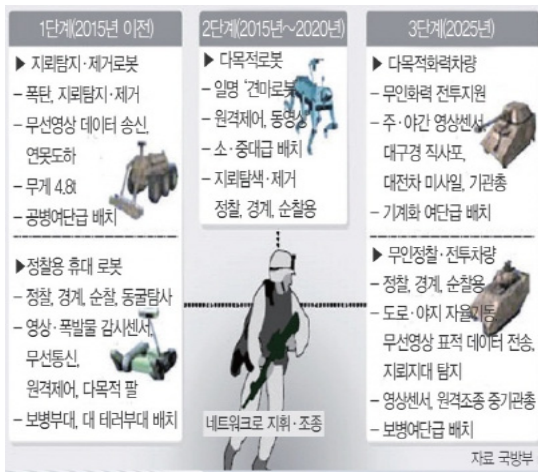 1단계(2015년 이전)
▶ 지뢰탐지·제거로봇
– 폭탄, 지뢰탐지·제거
– 무선영상 데이터 송신,
연못도하
– 무게 4.8t
– 공병여단급 배치
▶정찰용 휴대 로봇
– 정찰, 경계, 순찰, 동굴탐사
– 영상·폭발물 감시센서,
무선통신,
원격제어, 다목적 팔
– 보병부대, 대 테러부대 배치
2단계(2015년~2020년)
▶ 다목적로봇
– 일명 ‘견마로봇’
– 원격제어, 동영상
– 소·중대급 배치
– 지뢰탐색·제거
정찰, 경계, 순찰용
네트워크로 지휘·조종
3단계(2025년)
▶ 다목적화력차량
– 무인화력 전투지원
– 주·야간 영상센서,
대구경 직사포,
대전차 미사일, 기관총
– 기계화 여단급 배치
▶ 무인정찰·전투차량
– 정찰, 경계, 순찰용
– 도로·야지 자율기동
무선영상 표적 데이터 전송,
지뢰지대 탐지
– 영상센서, 원격조종 중기관총
– 보병여단급 배치
자료 국방부